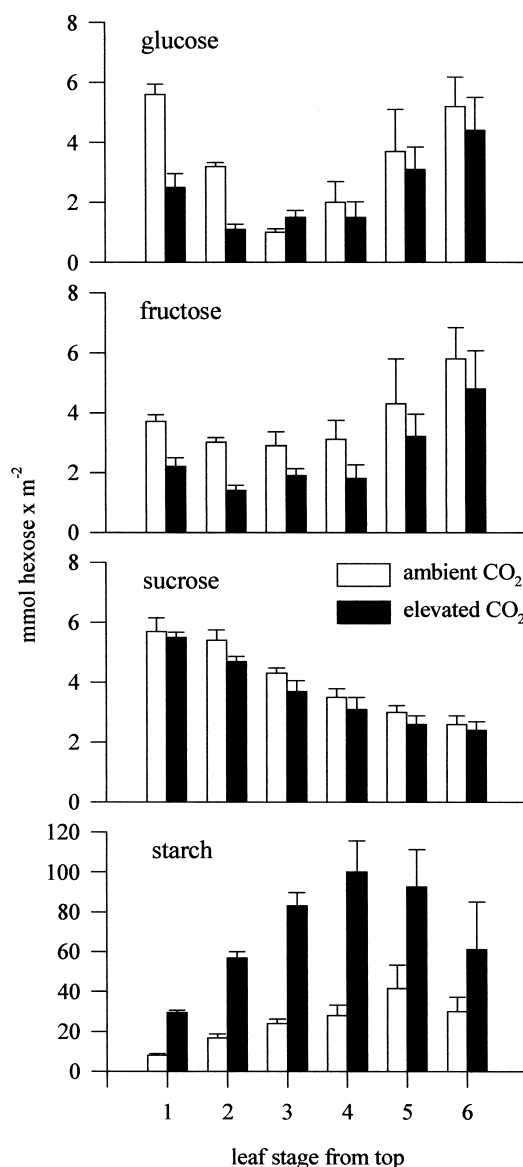 8
glucose
6
4
2
0
8
fructose
6
4
2
0
mmol hexose x m⁻²
8
sucrose
ambient CO₂
elevated CO₂
6
4
2
0
120
starch
100
80
60
40
20
0
1 2 3 4 5 6
leaf stage from top